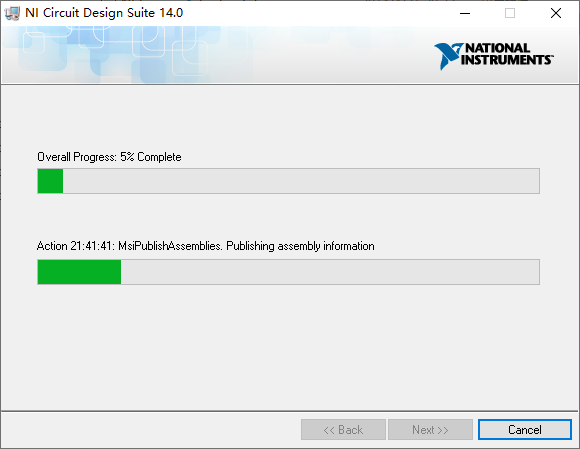 NI Circuit Design Suite 14.0
NATIONAL
INSTRUMENTS™
Overall Progress: 5% Complete
Action 21:41:41: MsiPublishAssemblies. Publishing assembly information
<< Back
Next >>
Cancel